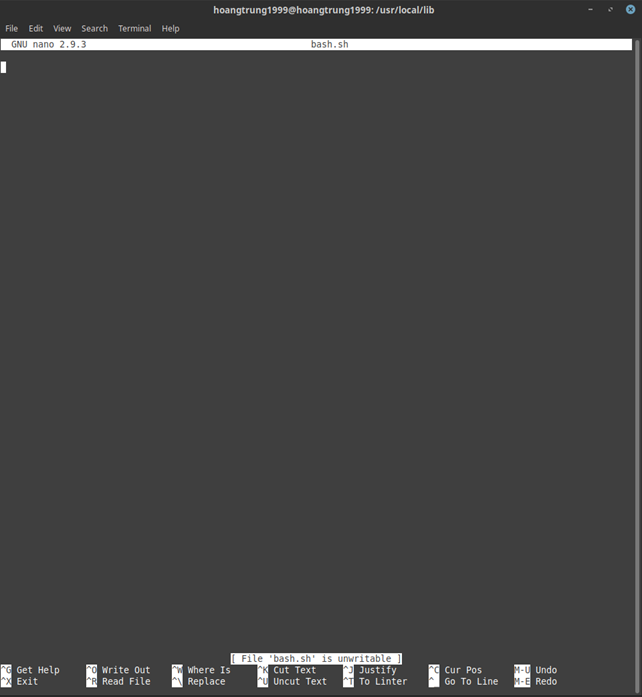 hoangtrung1999@hoangtrung1999: /usr/local/lib
File Edit View Search Terminal Help
GNU nano 2.9.3 bash.sh
[ File 'bash.sh' is unwritable ]
^G Get Help ^O Write Out ^W Where Is ^K Cut Text ^J Justify ^C Cur Pos M-U Undo
^X Exit ^R Read File ^\ Replace ^U Uncut Text ^T To Linter ^_ Go To Line M-E Redo